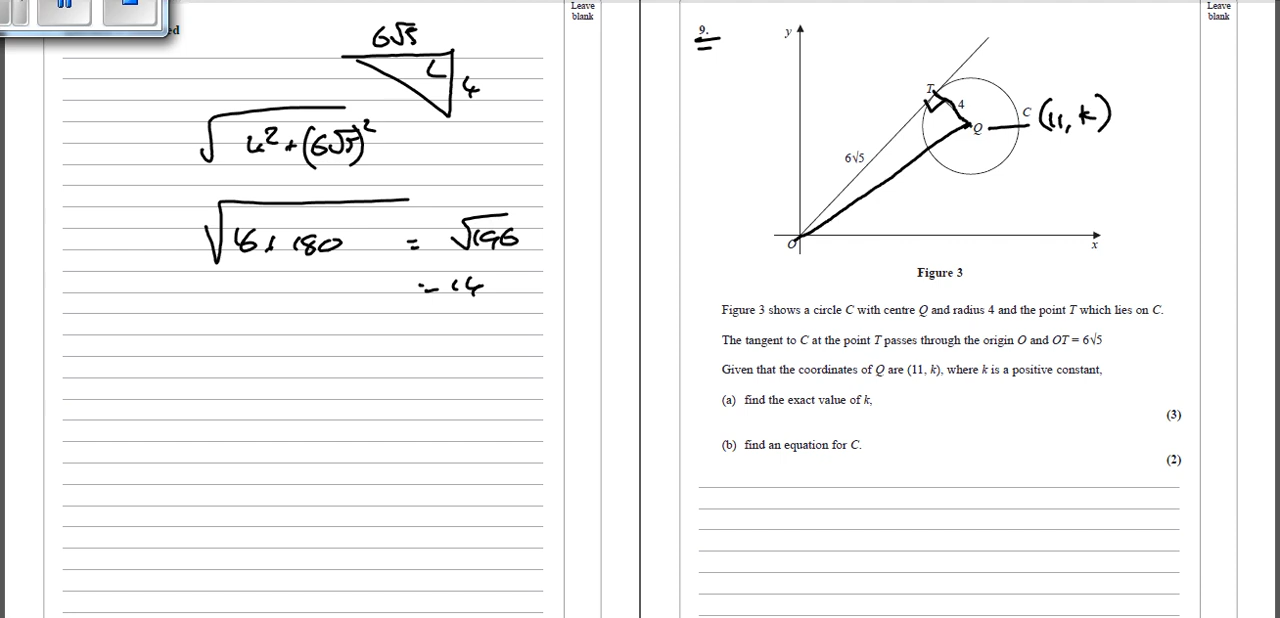 Leave
blank
ed
6√5
4
√4² + (6√5)²
√16 + 180 = √196
= 14
Leave
blank
9.
y
T
4
C (11, k)
Q
6√5
O
x
Figure 3
Figure 3 shows a circle C with centre Q and radius 4 and the point T which lies on C.
The tangent to C at the point T passes through the origin O and OT = 6√5
Given that the coordinates of Q are (11, k), where k is a positive constant,
(a) find the exact value of k,
(3)
(b) find an equation for C.
(2)